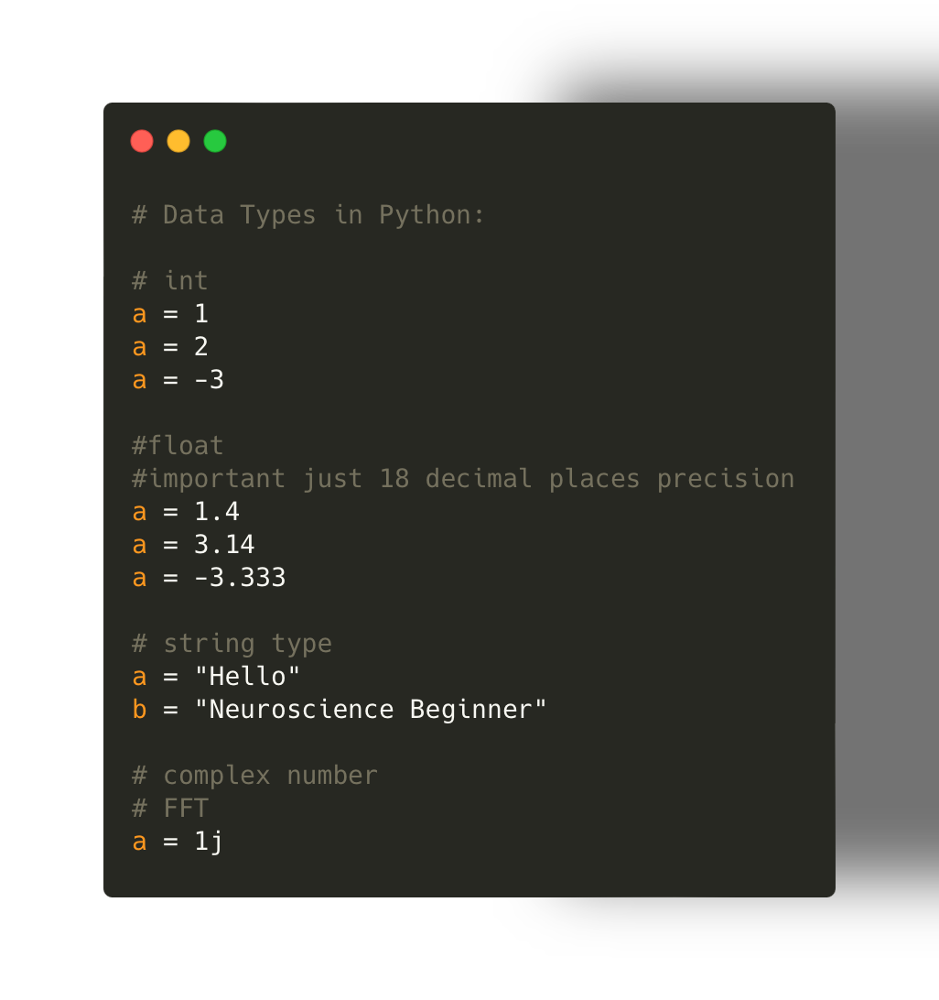 # Data Types in Python:
# int
a = 1
a = 2
a = -3
#float
#important just 18 decimal places precision
a = 1.4
a = 3.14
a = -3.333
# string type
a = "Hello"
b = "Neuroscience Beginner"
# complex number
# FFT
a = 1j